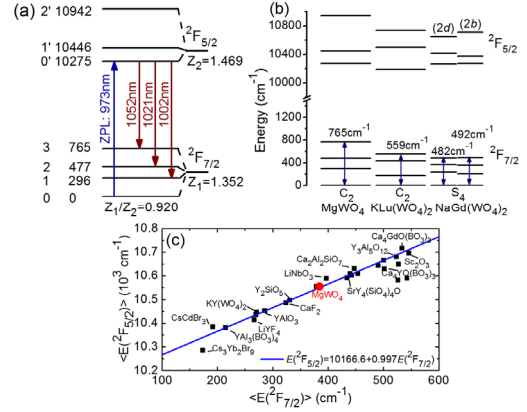 (a)
2' 10942
²F₅/₂
1' 10446
0' 10275
Z₂=1.469
ZPL: 973nm
1052nm
1021nm
1002nm
3 765
²F₇/₂
2 477
1 296
Z₁=1.352
0 0
Z₁/Z₂=0.920
(b)
Energy (cm⁻¹)
10800
10400
10000
800
400
0
(2d) (2b)
²F₅/₂
765cm⁻¹
559cm⁻¹
492cm⁻¹
482cm⁻¹
²F₇/₂
C₂ C₂ S₄
MgWO₄ KLu(WO₄)₂ NaGd(WO₄)₂
(c)
<E(²F₅/₂)> (10³ cm⁻¹)
10.8
10.7
10.6
10.5
10.4
10.3
10.2
10.1
Ca₄GdO(BO₃)₃
Y₃Al₅O₁₂
Sc₂O₃
Ca₂Al₂SiO₇
Ca₄YO(BO₃)₃
LiNbO₃
MgWO₄
SrY₄(SiO₄)₄O
Y₂SiO₅
CaF₂
KY(WO₄)₂
YAlO₃
CsCdBr₃
LiYF₄
YAl₃(BO₃)₄
Cs₃Yb₂Br₉
E(²F₅/₂)=10166.6+0.997E(²F₇/₂)
100 200 300 400 500 600
<E(²F₇/₂)> (cm⁻¹)